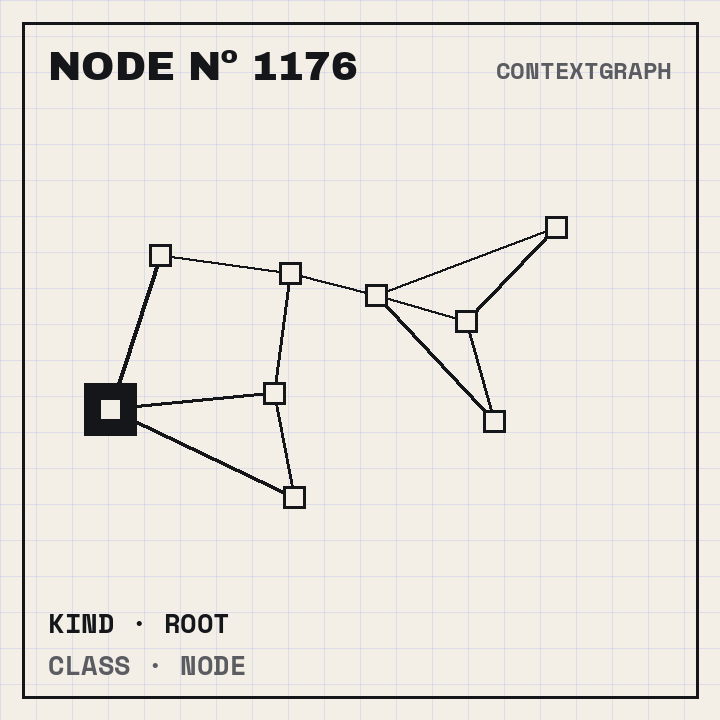 NODE Nº 1176
CONTEXTGRAPH
KIND · ROOT
CLASS · NODE